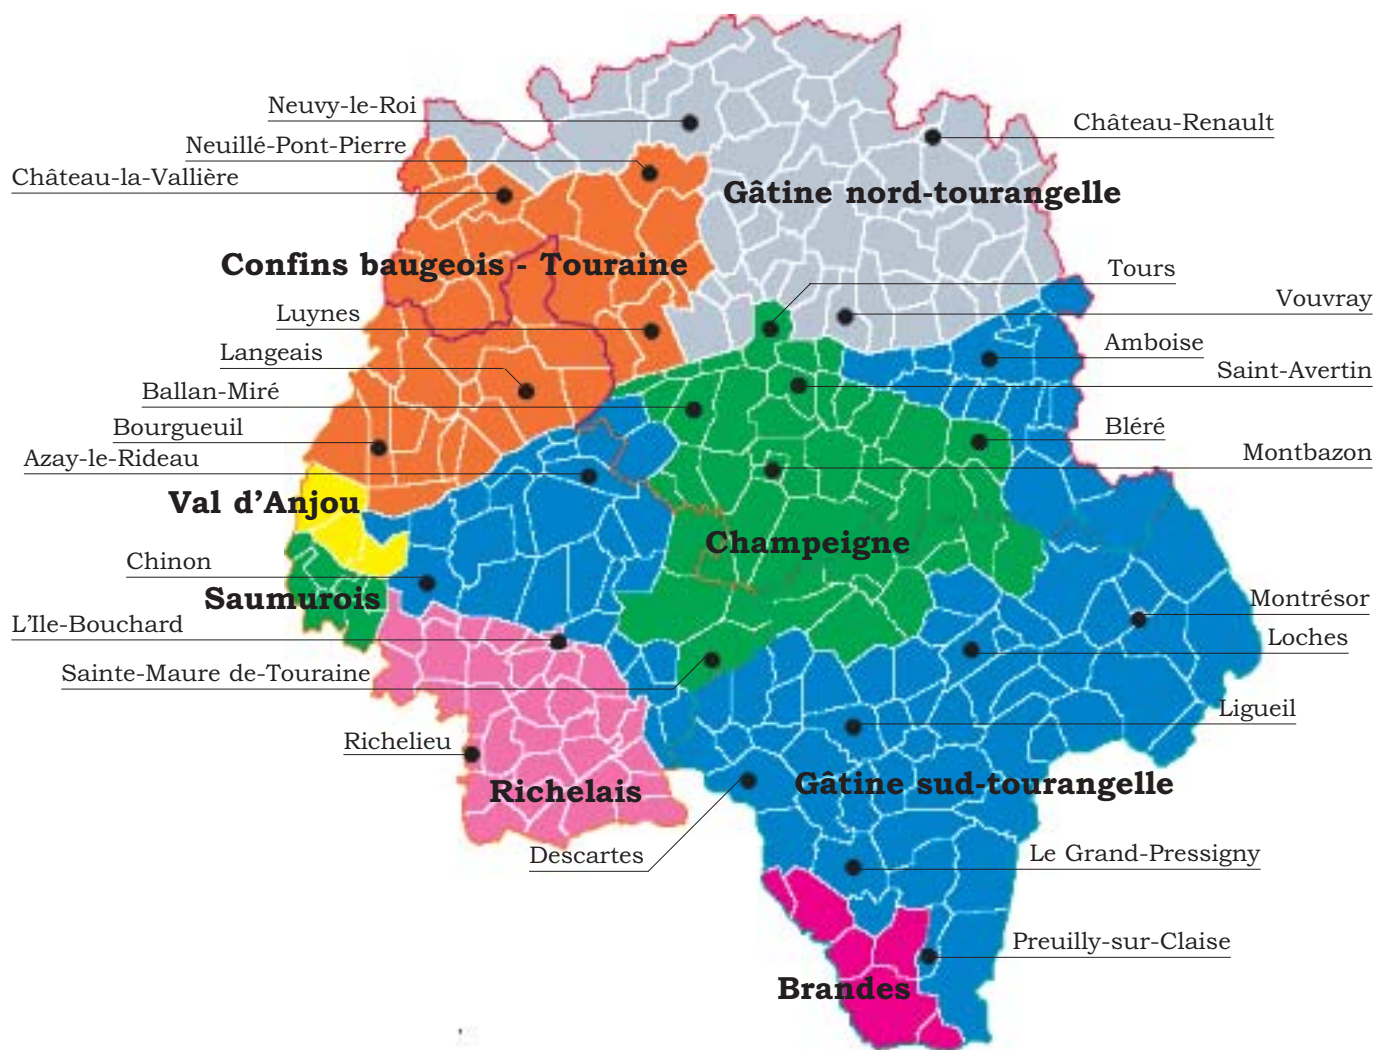 Neuvy-le-Roi
Château-Renault
Neuillé-Pont-Pierre
Château-la-Vallière
Gâtine nord-tourangelle
Confins baugeois - Touraine
Tours
Vouvray
Luynes
Amboise
Langeais
Saint-Avertin
Ballan-Miré
Bourgueuil
Bléré
Azay-le-Rideau
Montbazon
Val d'Anjou
Champeigne
Chinon
Saumurois
Montrésor
L'Ile-Bouchard
Loches
Sainte-Maure de-Touraine
Ligueil
Richelieu
Gâtine sud-tourangelle
Richelais
Descartes
Le Grand-Pressigny
Preuilly-sur-Claise
Brandes